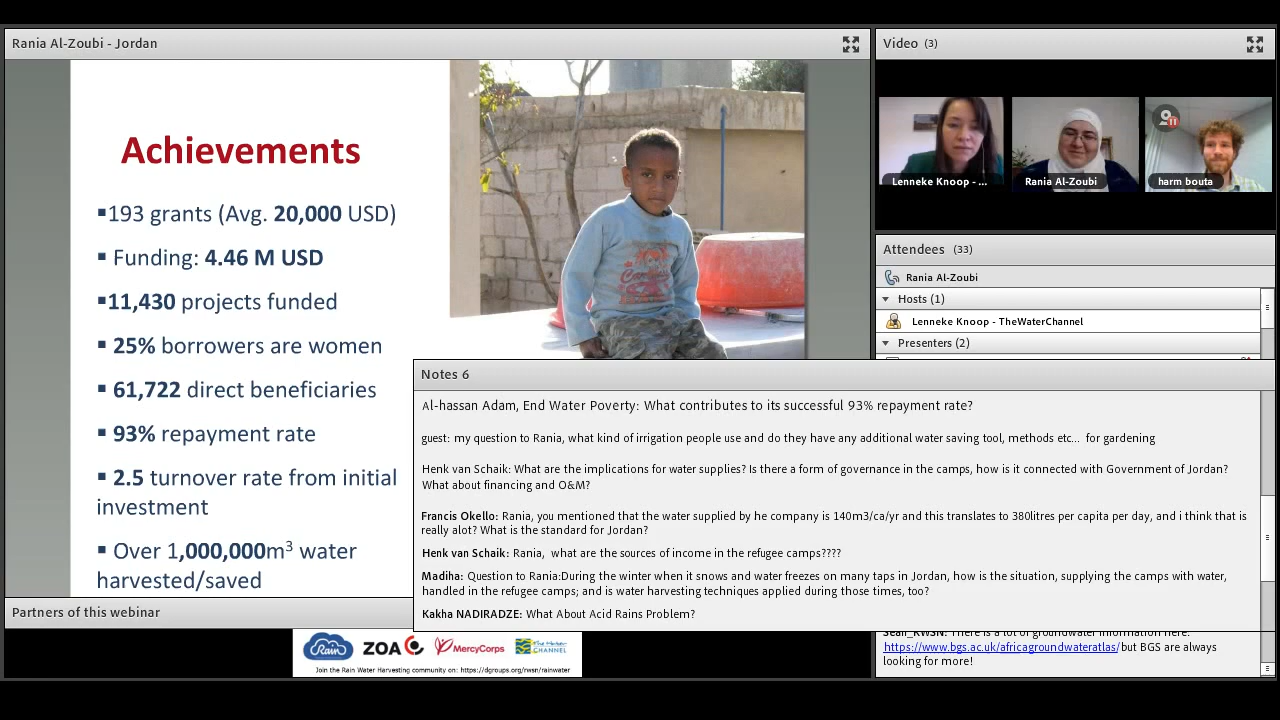 Rania Al-Zoubi - Jordan
Achievements
▪193 grants (Avg. 20,000 USD)
▪ Funding: 4.46 M USD
▪11,430 projects funded
▪ 25% borrowers are women
▪ 61,722 direct beneficiaries
▪ 93% repayment rate
▪ 2.5 turnover rate from initial
investment
▪ Over 1,000,000m³ water
harvested/saved
Video (3)
Lenneke Knoop - ...
Rania Al-Zoubi
harm bouta
Attendees (33)
Rania Al-Zoubi
Hosts (1)
Lenneke Knoop - TheWaterChannel
Presenters (2)
Notes 6
Al-hassan Adam, End Water Poverty: What contributes to its successful 93% repayment rate?
guest: my question to Rania, what kind of irrigation people use and do they have any additional water saving tool, methods etc... for gardening
Henk van Schaik: What are the implications for water supplies? Is there a form of governance in the camps, how is it connected with Government of Jordan?
What about financing and O&M?
Francis Okello: Rania, you mentioned that the water supplied by he company is 140m3/ca/yr and this translates to 380litres per capita per day, and i think that is
really alot? What is the standard for Jordan?
Henk van Schaik: Rania, what are the sources of income in the refugee camps????
Madiha: Question to Rania:During the winter when it snows and water freezes on many taps in Jordan, how is the situation, supplying the camps with water,
handled in the refugee camps; and is water harvesting techniques applied during those times, too?
Kakha NADIRADZE: What About Acid Rains Problem?
Sean_RWSN: There is a lot of groundwater information here:
https://www.bgs.ac.uk/africagroundwateratlas/but BGS are always
looking for more!
Partners of this webinar
Rain
ZOA
MercyCorps
The Water
CHANNEL
Join the Rain Water Harvesting community on: https://dgroups.org/rwsn/rainwater